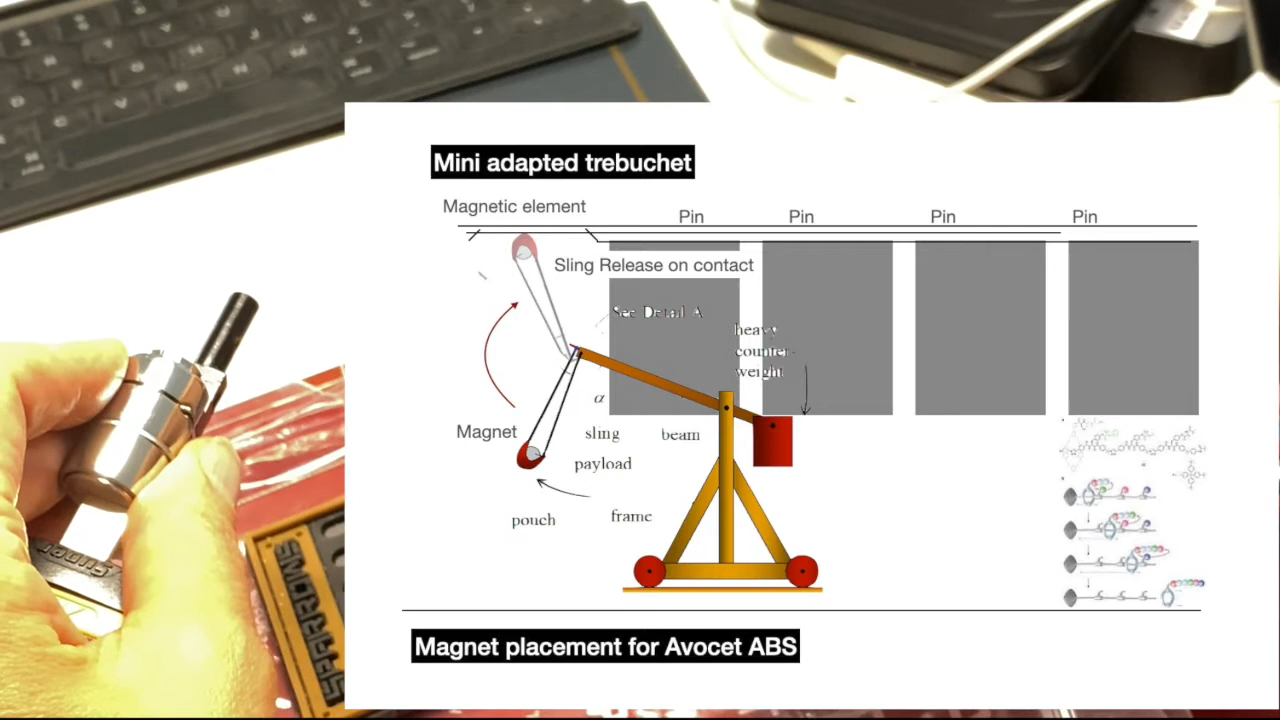 Mini adapted trebuchet
Magnetic element
Pin Pin Pin Pin
Sling Release on contact
See Detail A
heavy
counter-
weight
α
Magnet
sling
beam
payload
pouch
frame
Magnet placement for Avocet ABS
SPARROWS